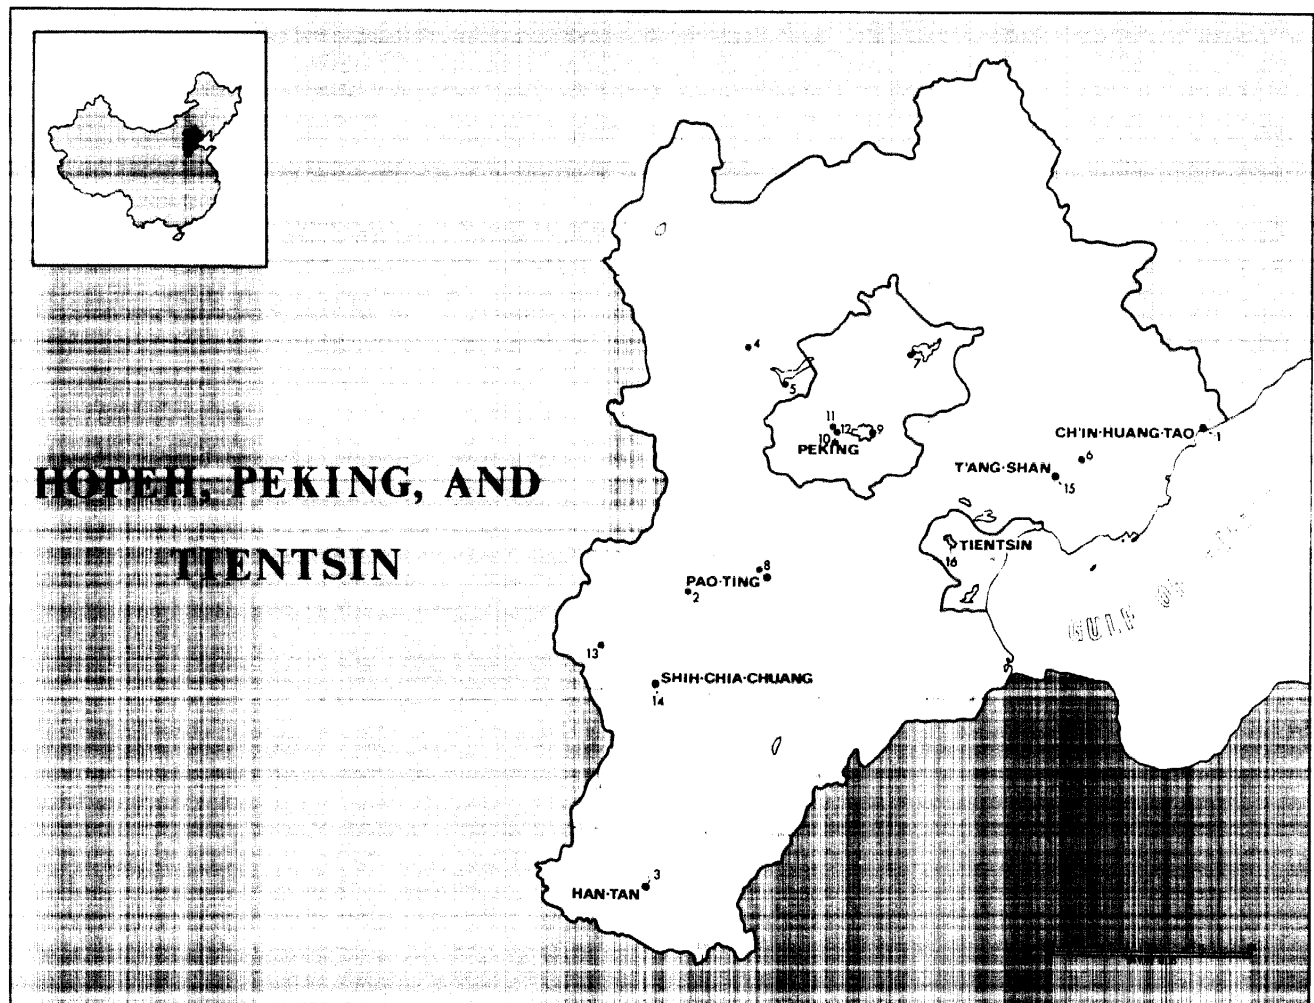 HOPEH, PEKING, AND
TIENTSIN
4
5
7
11
12
9
10
PEKING
CH'IN·HUANG·TAO
1
6
T'ANG·SHAN
15
TIENTSIN
16
8
PAO·TING
2
GULF
13
SHIH·CHIA·CHUANG
14
3
HAN·TAN